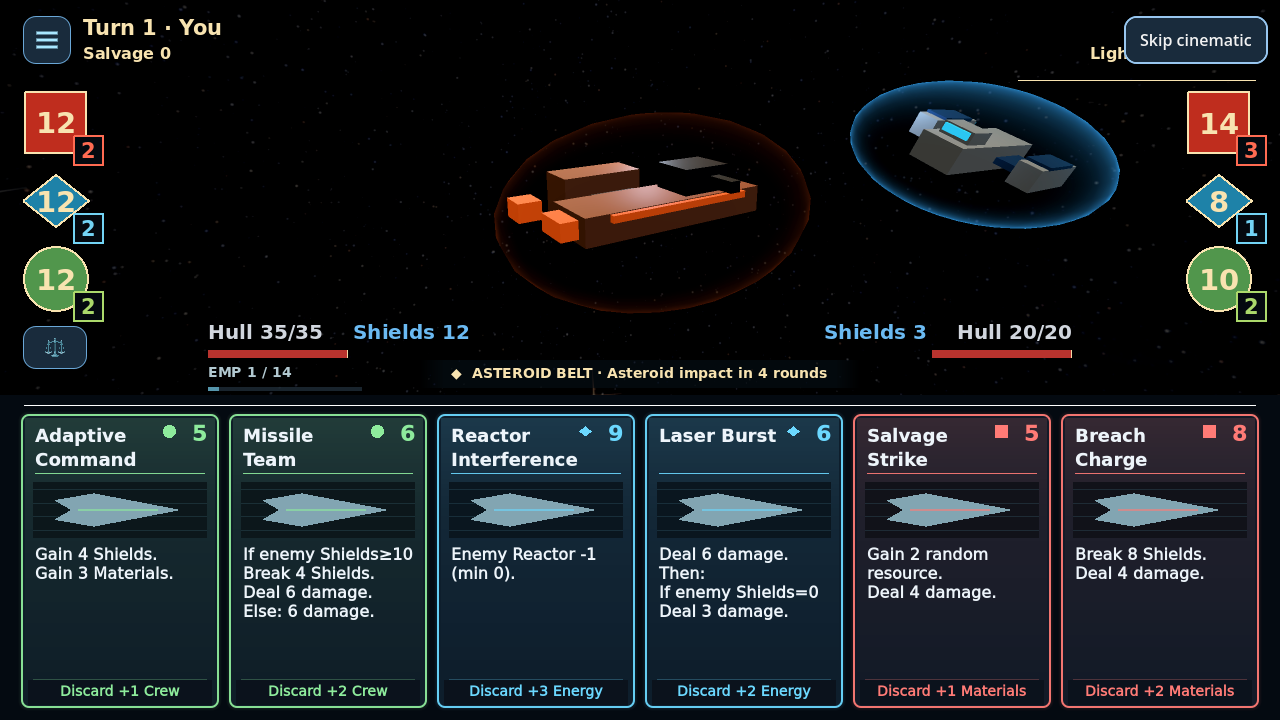 Turn 1 · You
Salvage 0
Skip cinematic
12
2
12
2
12
2
14
3
8
1
10
2
Hull 35/35
Shields 12
Shields 3
Hull 20/20
EMP 1 / 14
◆ ASTEROID BELT · Asteroid impact in 4 rounds
Adaptive
Command
5
Gain 4 Shields.
Gain 3 Materials.
Discard +1 Crew
Missile
Team
6
If enemy Shields≥10
Break 4 Shields.
Deal 6 damage.
Else: 6 damage.
Discard +2 Crew
Reactor
Interference
9
Enemy Reactor -1
(min 0).
Discard +3 Energy
Laser Burst
6
Deal 6 damage.
Then:
If enemy Shields=0
Deal 3 damage.
Discard +2 Energy
Salvage
Strike
5
Gain 2 random
resource.
Deal 4 damage.
Discard +1 Materials
Breach
Charge
8
Break 8 Shields.
Deal 4 damage.
Discard +2 Materials